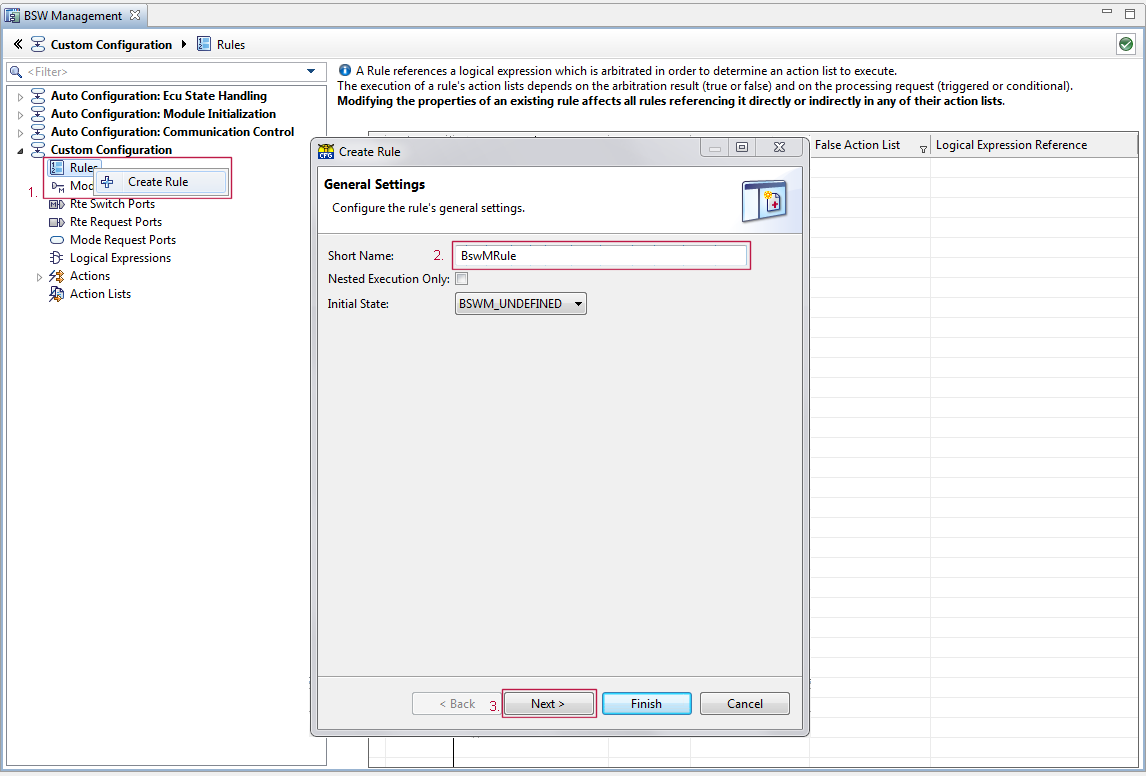 BSW Management
Custom Configuration Rules
<Filter>
A Rule references a logical expression which is arbitrated in order to determine an action list to execute.
The execution of a rule's action lists depends on the arbitration result (true or false) and on the processing request (triggered or conditional).
Modifying the properties of an existing rule affects all rules referencing it directly or indirectly in any of their action lists.
Auto Configuration: Ecu State Handling
Auto Configuration: Module Initialization
Auto Configuration: Communication Control
Custom Configuration
Rules
1.
Create Rule
Rte Switch Ports
Rte Request Ports
Mode Request Ports
Logical Expressions
Actions
Action Lists
False Action List
Logical Expression Reference
CFG
Create Rule
General Settings
Configure the rule's general settings.
Short Name: 2. BswMRule
Nested Execution Only:
Initial State: BSWM_UNDEFINED
< Back 3. Next > Finish Cancel